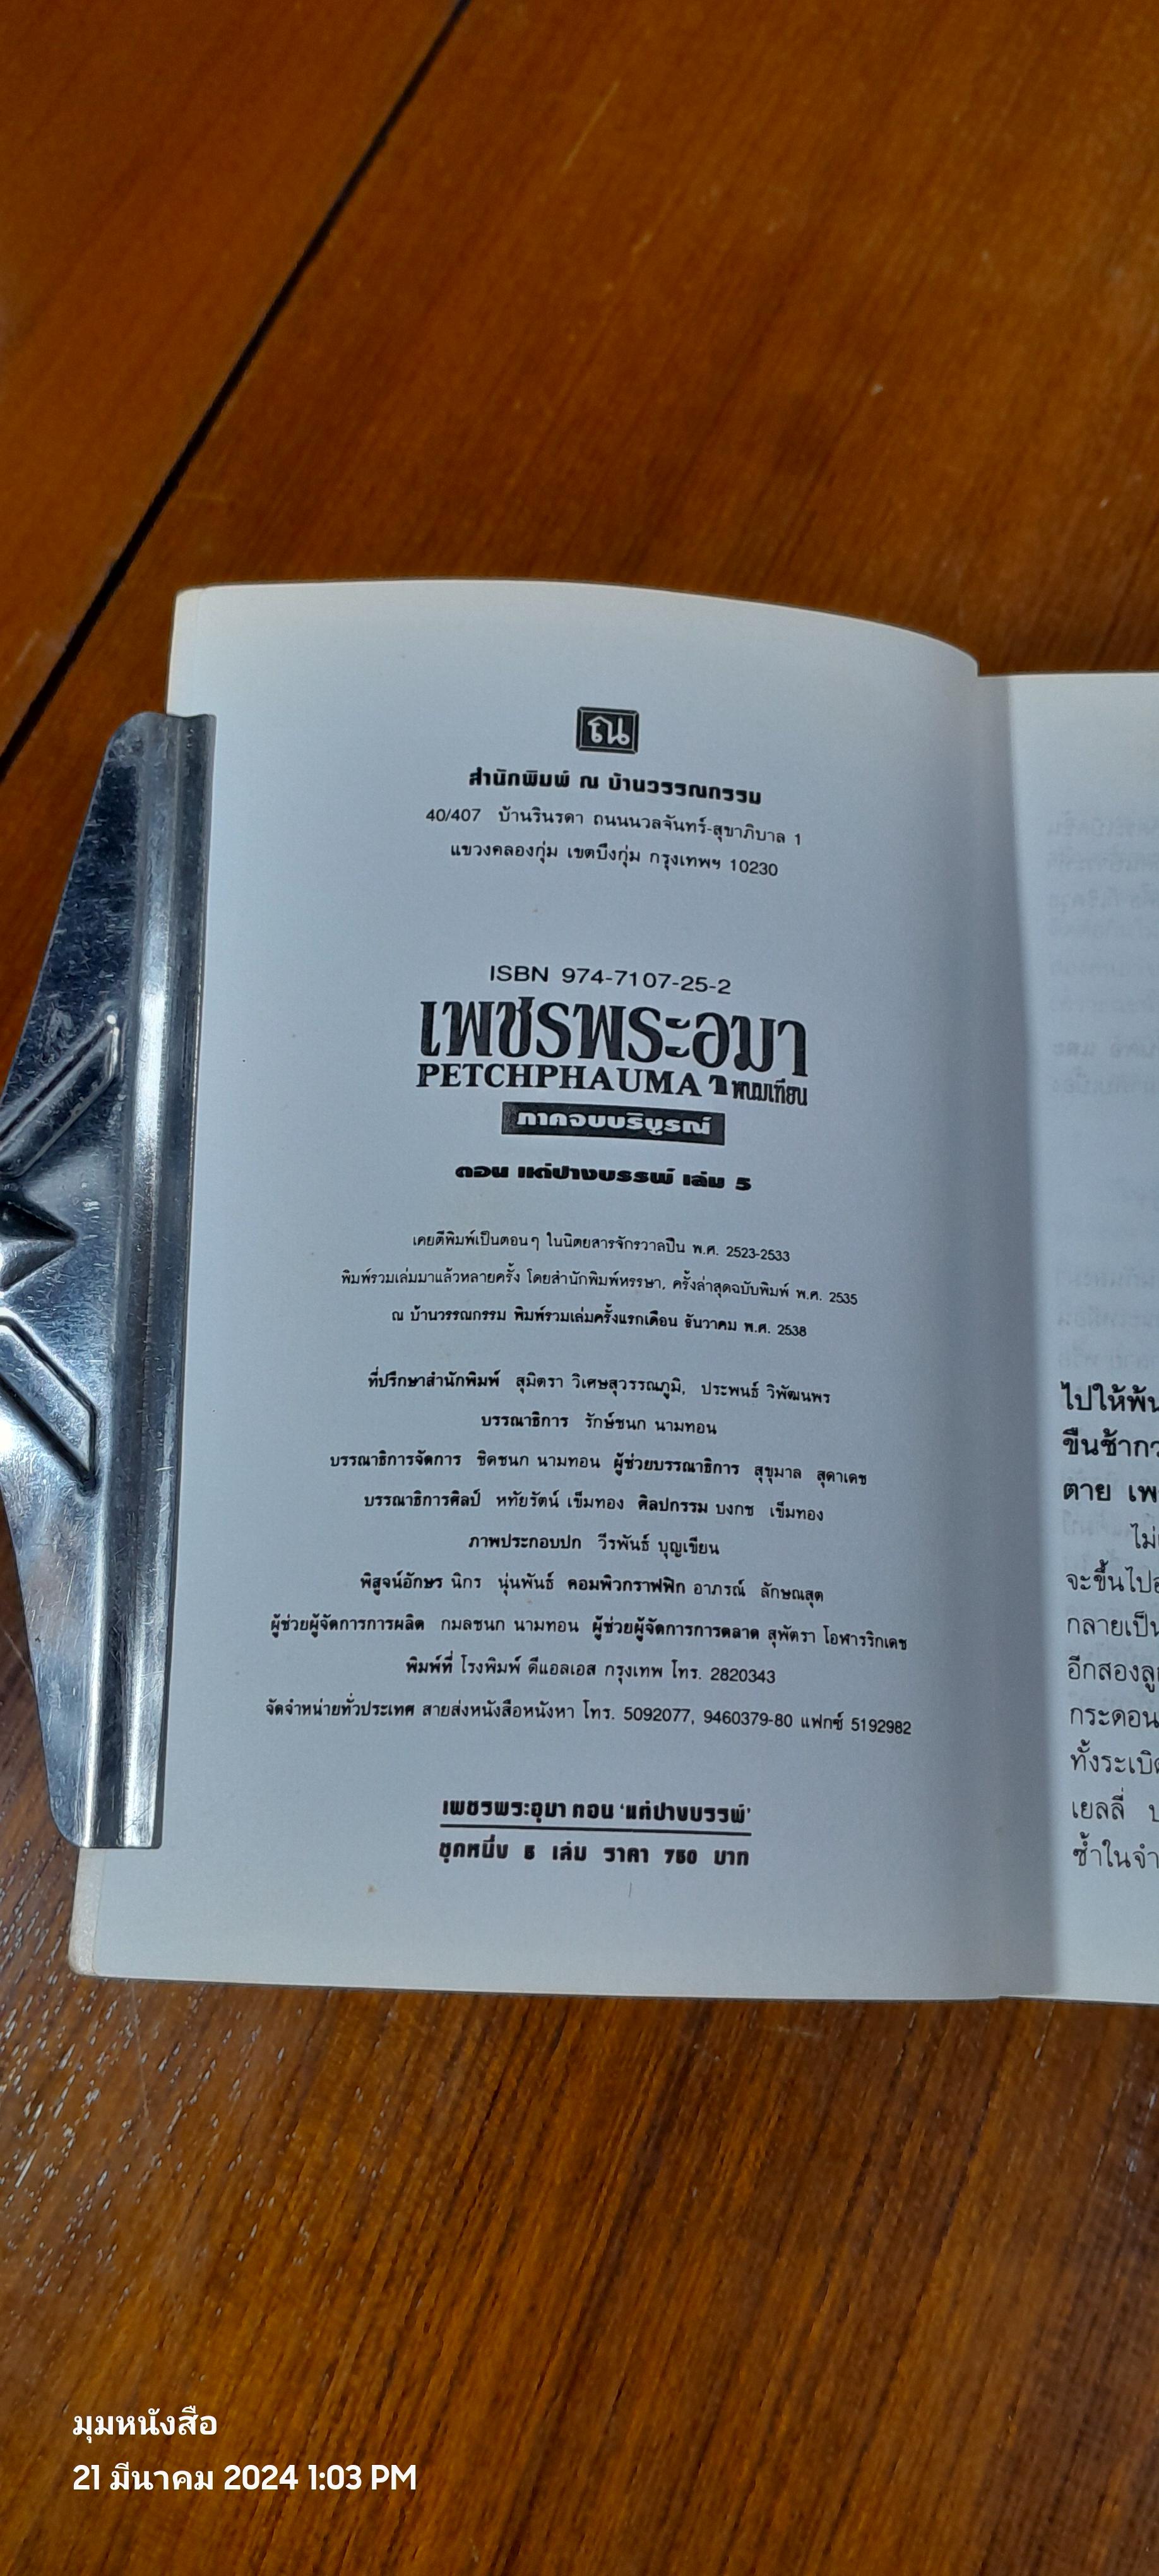 ณ
สำนักพิมพ์ ณ บ้านวรรณกรรม
40/407 บ้านรินรดา ถนนนวลจันทร์-สุขาภิบาล 1
แขวงคลองกุ่ม เขตบึงกุ่ม กรุงเทพฯ 10230
ISBN 974-7107-25-2
เพชรพระอุมา
PETCHPHAUMA พนมเทียน
ภาคจบบริบูรณ์
ตอน แต่ปางบรรพ์ เล่ม 5
เคยตีพิมพ์เป็นตอนๆ ในนิตยสารจักรวาลปืน พ.ศ. 2523-2533
พิมพ์รวมเล่มมาแล้วหลายครั้ง โดยสำนักพิมพ์หรรษา, ครั้งล่าสุดฉบับพิมพ์ พ.ศ. 2535
ณ บ้านวรรณกรรม พิมพ์รวมเล่มครั้งแรกเดือน ธันวาคม พ.ศ. 2538
ที่ปรึกษาสำนักพิมพ์ สุมิตรา วิเศษสุวรรณภูมิ, ประพนธ์ วิพัฒนพร
บรรณาธิการ รักษ์ชนก นามทอน
บรรณาธิการจัดการ ชิดชนก นามทอน ผู้ช่วยบรรณาธิการ สุขุมาล สุดาเดช
บรรณาธิการศิลป์ หทัยรัตน์ เข็มทอง ศิลปกรรม บงกช เข็มทอง
ภาพประกอบปก วีรพันธ์ บุญเขียน
พิสูจน์อักษร นิกร นุ่นพันธ์ คอมพิวกราฟฟิก อาภรณ์ ลักษณสุต
ผู้ช่วยผู้จัดการการผลิต กมลชนก นามทอน ผู้ช่วยผู้จัดการการตลาด สุพัตรา โอฬารริกเดช
พิมพ์ที่ โรงพิมพ์ ดีแอลเอส กรุงเทพ โทร. 2820343
จัดจำหน่ายทั่วประเทศ สายส่งหนังสือหนังหา โทร. 5092077, 9460379-80 แฟกซ์ 5192982
เพชรพระอุมา ตอน 'แต่ปางบรรพ์'
ชุดหนึ่ง 5 เล่ม ราคา 750 บาท
ไปให้พ้น
ขืนช้ากว
ตาย เพ
ไม่
จะขึ้นไป
กลายเป็น
อีกสองลู
กระดอน
ทั้งระเบิด
เยลลี่
ซ้ำในจำ
มุมหนังสือ
21 มีนาคม 2024 1:03 PM